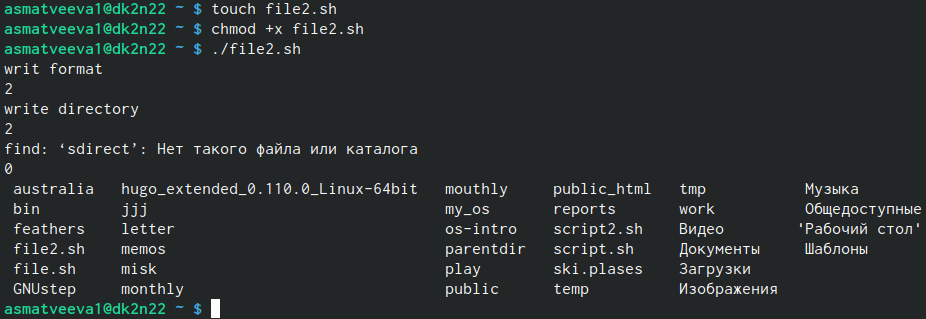 asmatveeva1@dk2n22 ~ $ touch file2.sh
asmatveeva1@dk2n22 ~ $ chmod +x file2.sh
asmatveeva1@dk2n22 ~ $ ./file2.sh
writ format
2
write directory
2
find: ‘sdirect’: Нет такого файла или каталога
0
australia hugo_extended_0.110.0_Linux-64bit mouthly public_html tmp Музыка
bin jjj my_os reports work Общедоступные
feathers letter os-intro script2.sh Видео 'Рабочий стол'
file2.sh memos parentdir script.sh Документы Шаблоны
file.sh misk play ski.plases Загрузки
GNUstep monthly public temp Изображения
asmatveeva1@dk2n22 ~ $